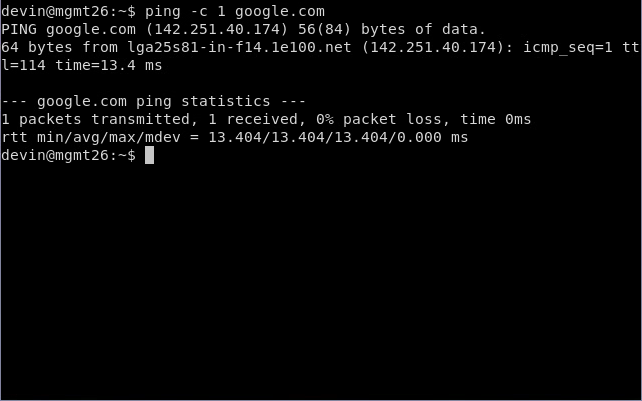 devin@mgmt26:~$ ping -c 1 google.com
PING google.com (142.251.40.174) 56(84) bytes of data.
64 bytes from lga25s81-in-f14.1e100.net (142.251.40.174): icmp_seq=1 tt
l=114 time=13.4 ms
--- google.com ping statistics ---
1 packets transmitted, 1 received, 0% packet loss, time 0ms
rtt min/avg/max/mdev = 13.404/13.404/13.404/0.000 ms
devin@mgmt26:~$